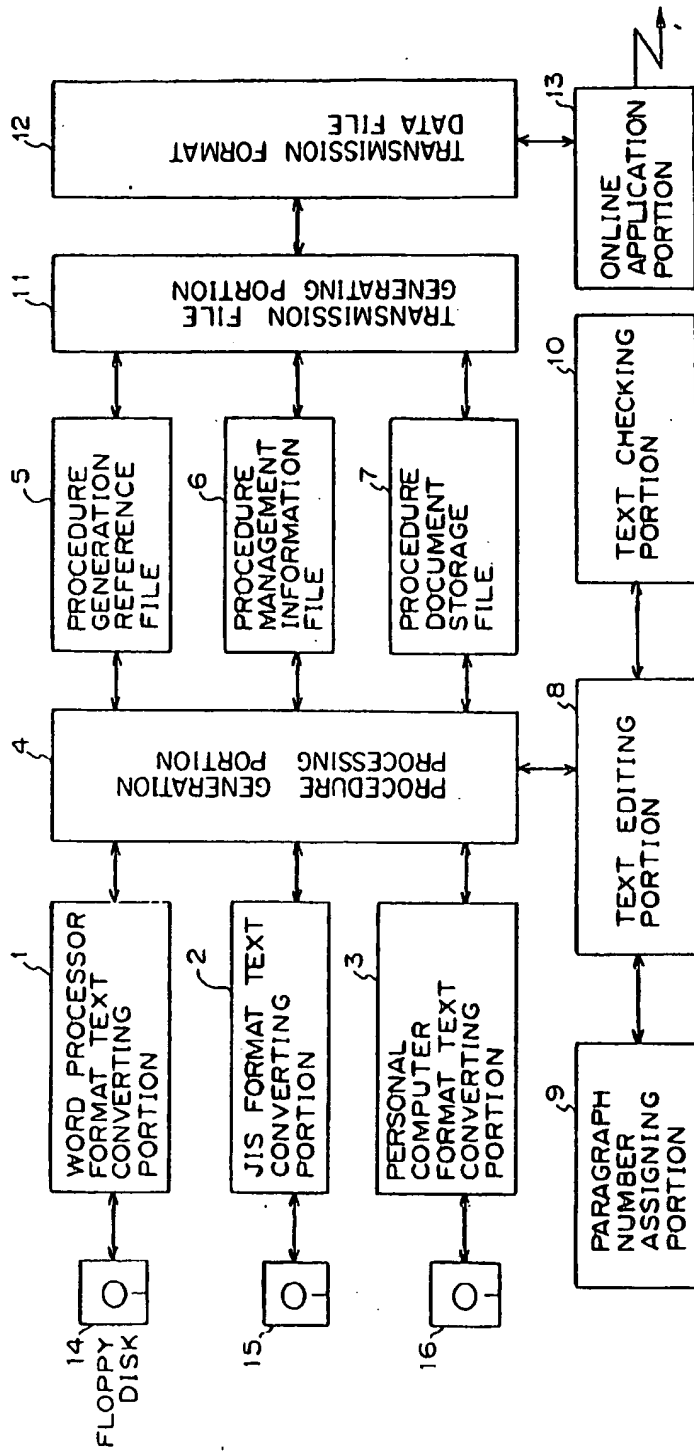 14
FLOPPY
DISK
15
16
1
WORD PROCESSOR
FORMAT TEXT
CONVERTING
PORTION
2
JIS FORMAT TEXT
CONVERTING
PORTION
3
PERSONAL
COMPUTER
FORMAT TEXT
CONVERTING
PORTION
4
PROCEDURE GENERATION
PROCESSING PORTION
5
PROCEDURE
GENERATION
REFERENCE
FILE
6
PROCEDURE
MANAGEMENT
INFORMATION
FILE
7
PROCEDURE
DOCUMENT
STORAGE
FILE
11
TRANSMISSION FILE
GENERATING PORTION
12
TRANSMISSION FORMAT
DATA FILE
9
PARAGRAPH
NUMBER
ASSIGNING
PORTION
8
TEXT EDITING
PORTION
10
TEXT CHECKING
PORTION
13
ONLINE
APPLICATION
PORTION